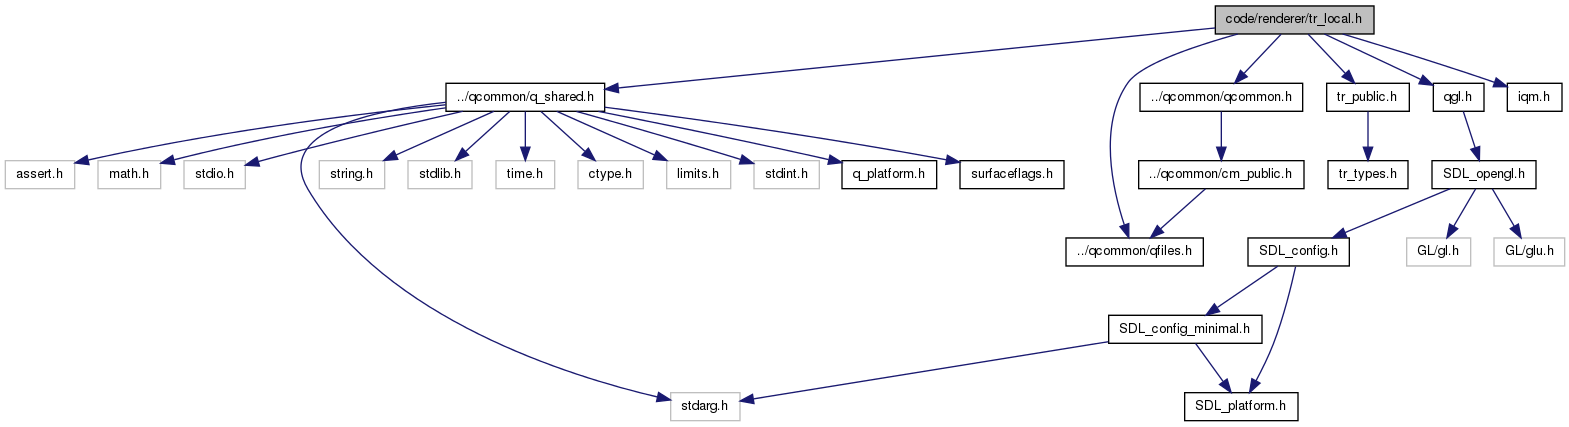 code/renderer/tr_local.h
../qcommon/q_shared.h
../qcommon/qcommon.h
tr_public.h
qgl.h
iqm.h
assert.h
math.h
stdio.h
string.h
stdlib.h
time.h
ctype.h
limits.h
stdint.h
q_platform.h
surfaceflags.h
../qcommon/cm_public.h
tr_types.h
SDL_opengl.h
../qcommon/qfiles.h
SDL_config.h
GL/gl.h
GL/glu.h
SDL_config_minimal.h
stdarg.h
SDL_platform.h